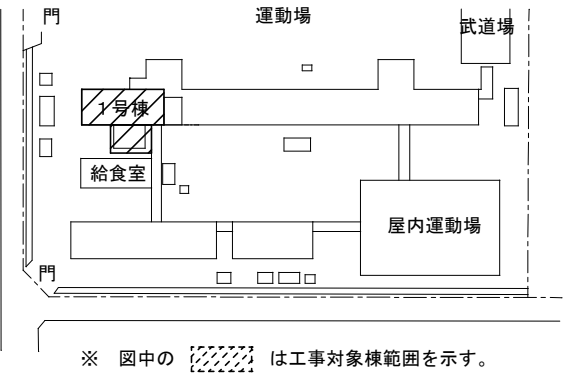 門
運動場
武道場
1号棟
給食室
屋内運動場
門
※ 図中の は工事対象棟範囲を示す。